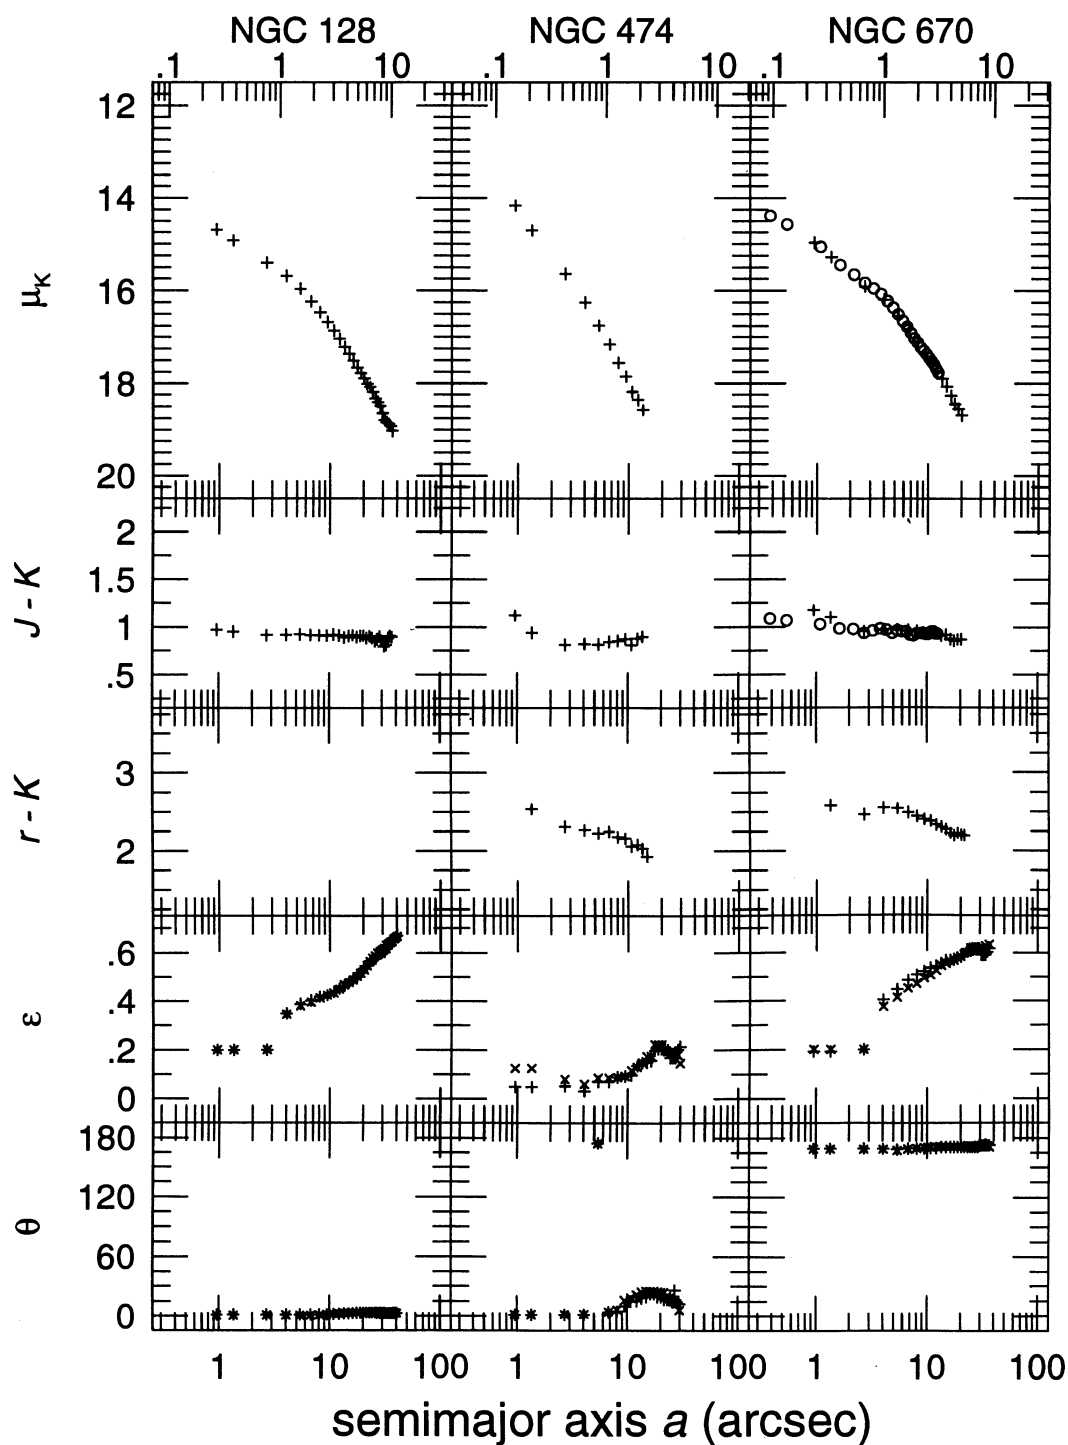 NGC 128 NGC 474 NGC 670
.1 1 10 .1 1 10 .1 1 10
12
14
μK
16
18
20
2
J - K
1.5
1
.5
3
r - K
2
.6
ε
.4
.2
0
180
120
θ
60
0
1 10 100 1 10 100 1 10 100
semimajor axis a (arcsec)